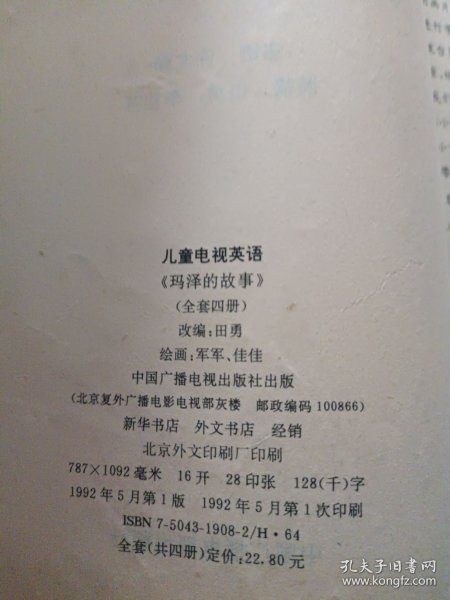 儿童电视英语
《玛泽的故事》
(全套四册)
改编:田勇
绘画:军军、佳佳
中国广播电视出版社出版
(北京复外广播电影电视部灰楼 邮政编码100866)
新华书店 外文书店 经销
北京外文印刷厂印刷
787×1092毫米 16开 28印张 128(千)字
1992年5月第1版 1992年5月第1次印刷
ISBN 7-5043-1908-2/H·64
全套(共四册)定价:22.80元
孔夫子旧书网
www.kongfz.com